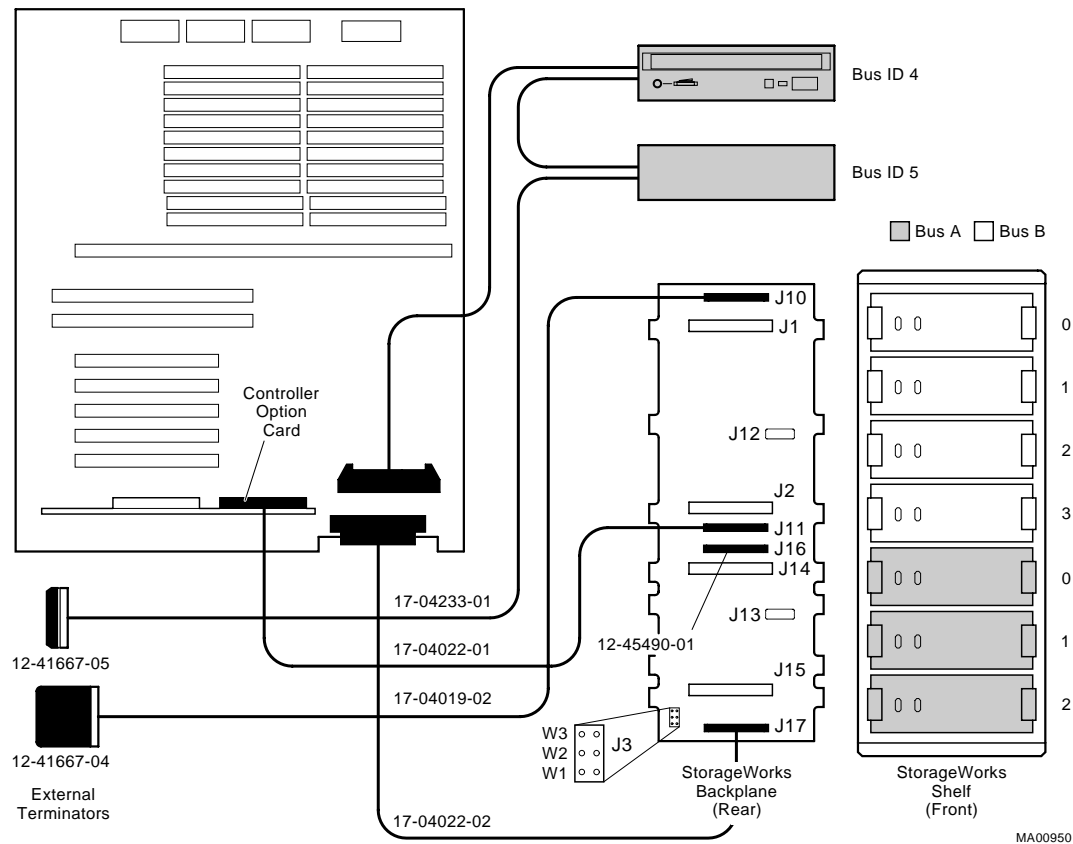 Bus ID 4
Bus ID 5
Bus A
Bus B
J10
J1
J12
J2
J11
J16
J14
J13
J15
J17
0
1
2
3
0
1
2
Controller
Option
Card
17-04233-01
12-45490-01
12-41667-05
17-04022-01
17-04019-02
12-41667-04
External
Terminators
17-04022-02
W3
W2
W1
J3
StorageWorks
Backplane
(Rear)
StorageWorks
Shelf
(Front)
MA00950